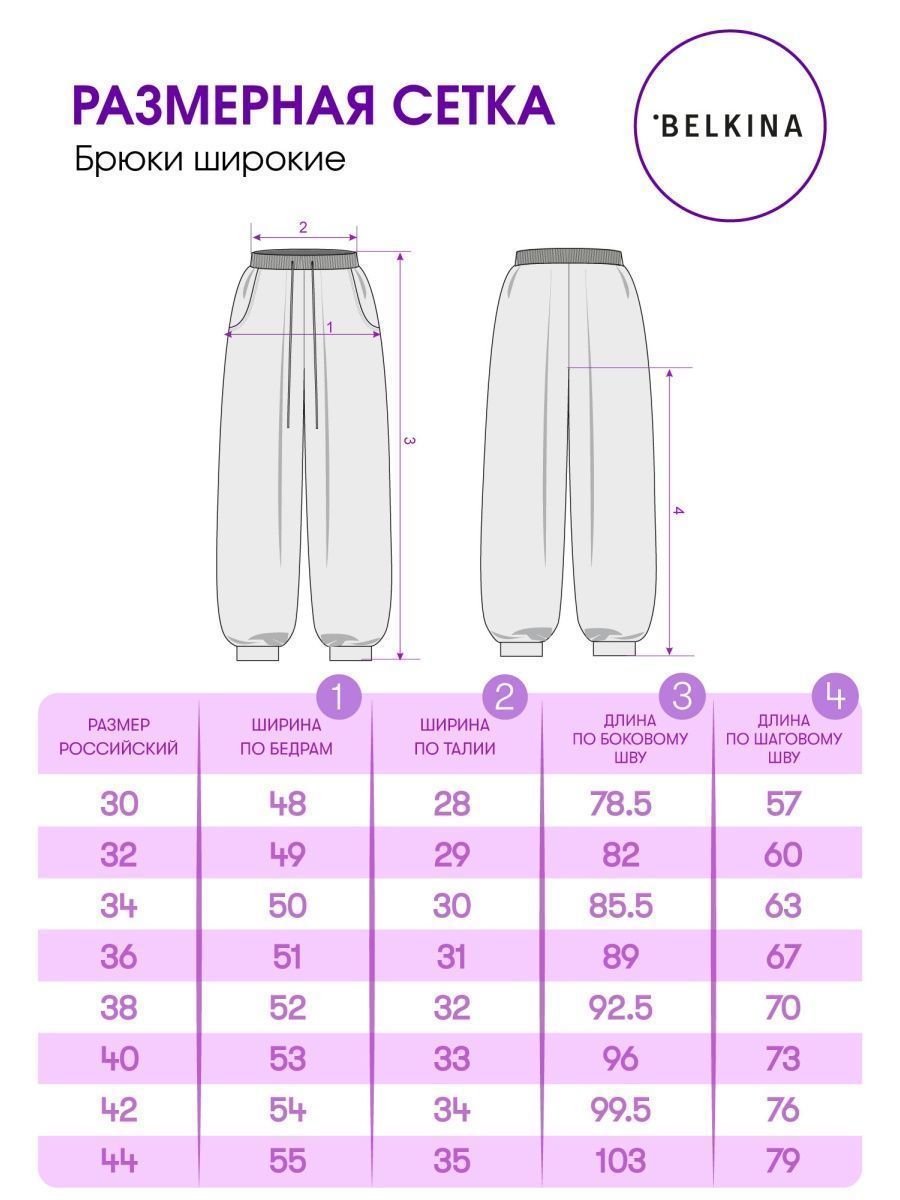 РАЗМЕРНАЯ СЕТКА
Брюки широкие
BELKINA
2
1
3
4
1 2 3 4
РАЗМЕР РОССИЙСКИЙ ШИРИНА ПО БЕДРАМ ШИРИНА ПО ТАЛИИ ДЛИНА ПО БОКОВОМУ ШВУ ДЛИНА ПО ШАГОВОМУ ШВУ
30 48 28 78.5 57
32 49 29 82 60
34 50 30 85.5 63
36 51 31 89 67
38 52 32 92.5 70
40 53 33 96 73
42 54 34 99.5 76
44 55 35 103 79